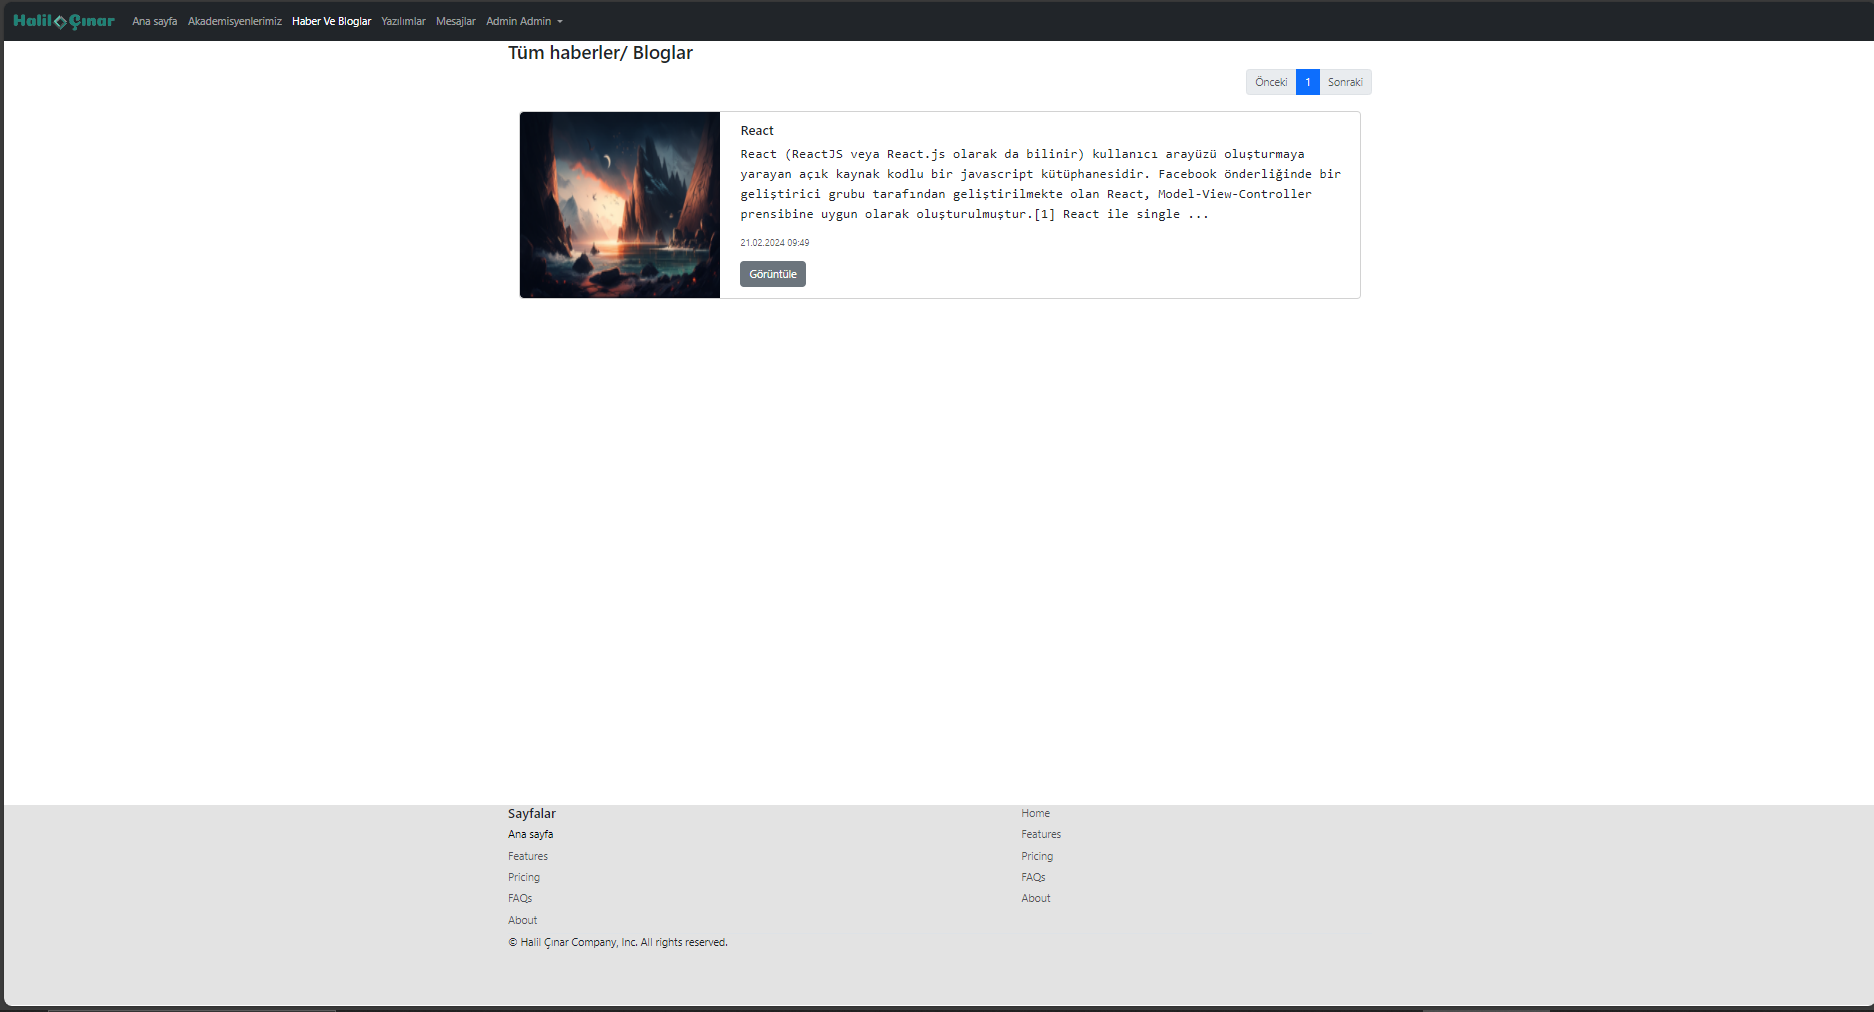 Halil Çınar
Ana sayfa Akademisyenlerimiz Haber Ve Bloglar Yazılımlar Mesajlar Admin Admin
Tüm haberler/ Bloglar
Önceki 1 Sonraki
React
React (ReactJS veya React.js olarak da bilinir) kullanıcı arayüzü oluşturmaya
yarayan açık kaynak kodlu bir javascript kütüphanesidir. Facebook önderliğinde bir
geliştirici grubu tarafından geliştirilmekte olan React, Model-View-Controller
prensibine uygun olarak oluşturulmuştur.[1] React ile single ...
21.02.2024 09:49
Görüntüle
Sayfalar
Ana sayfa
Features
Pricing
FAQs
About
Home
Features
Pricing
FAQs
About
© Halil Çınar Company, Inc. All rights reserved.